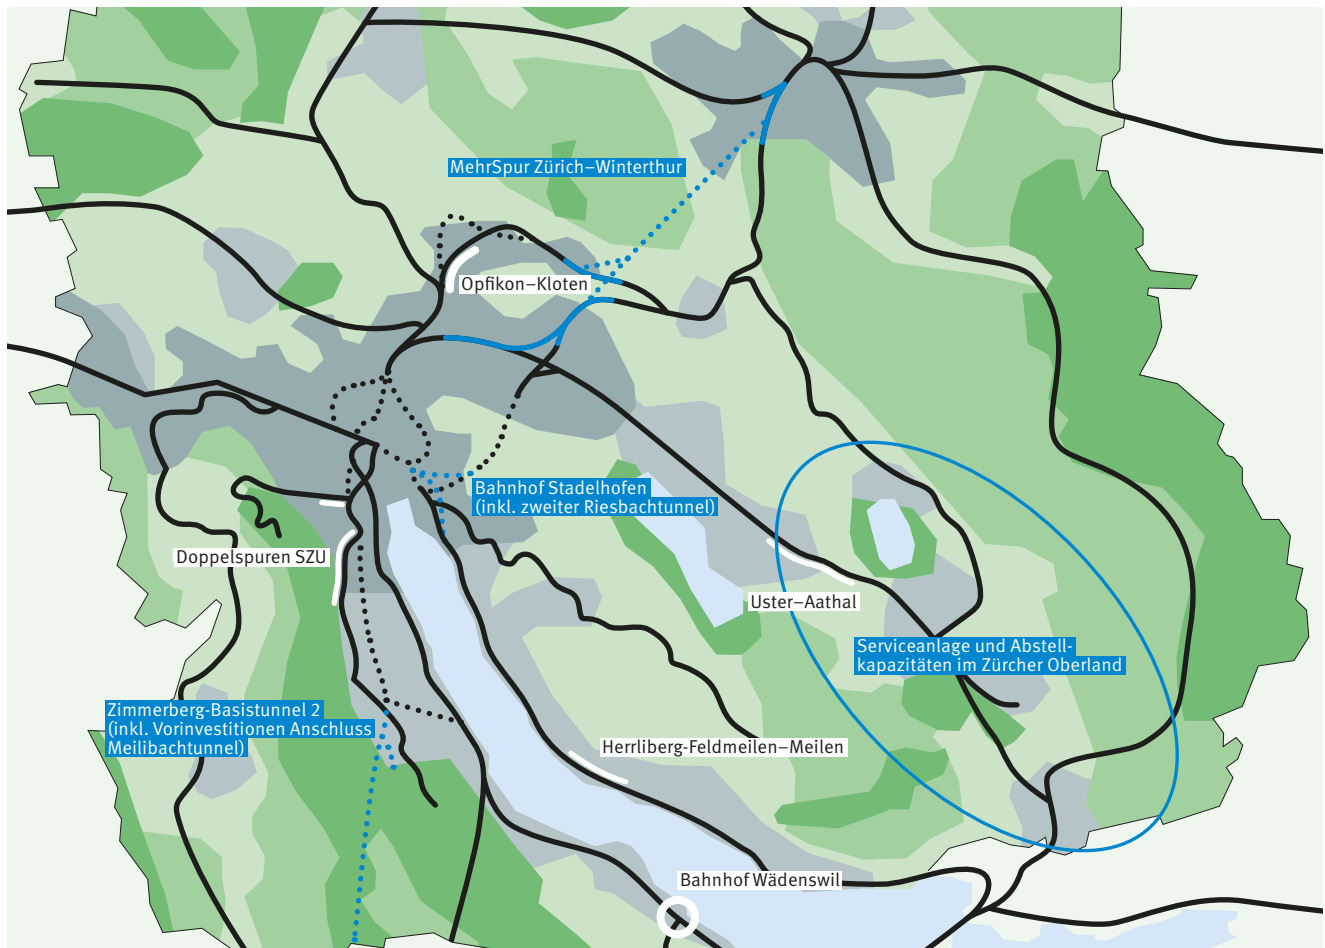 MehrSpur Zürich–Winterthur
Opfikon–Kloten
Bahnhof Stadelhofen
(inkl. zweiter Riesbachtunnel)
Doppelspuren SZU
Uster–Aathal
Serviceanlage und Abstell-
kapazitäten im Zürcher Oberland
Zimmerberg-Basistunnel 2
(inkl. Vorinvestitionen Anschluss
Meilibachtunnel)
Herrliberg-Feldmeilen–Meilen
Bahnhof Wädenswil